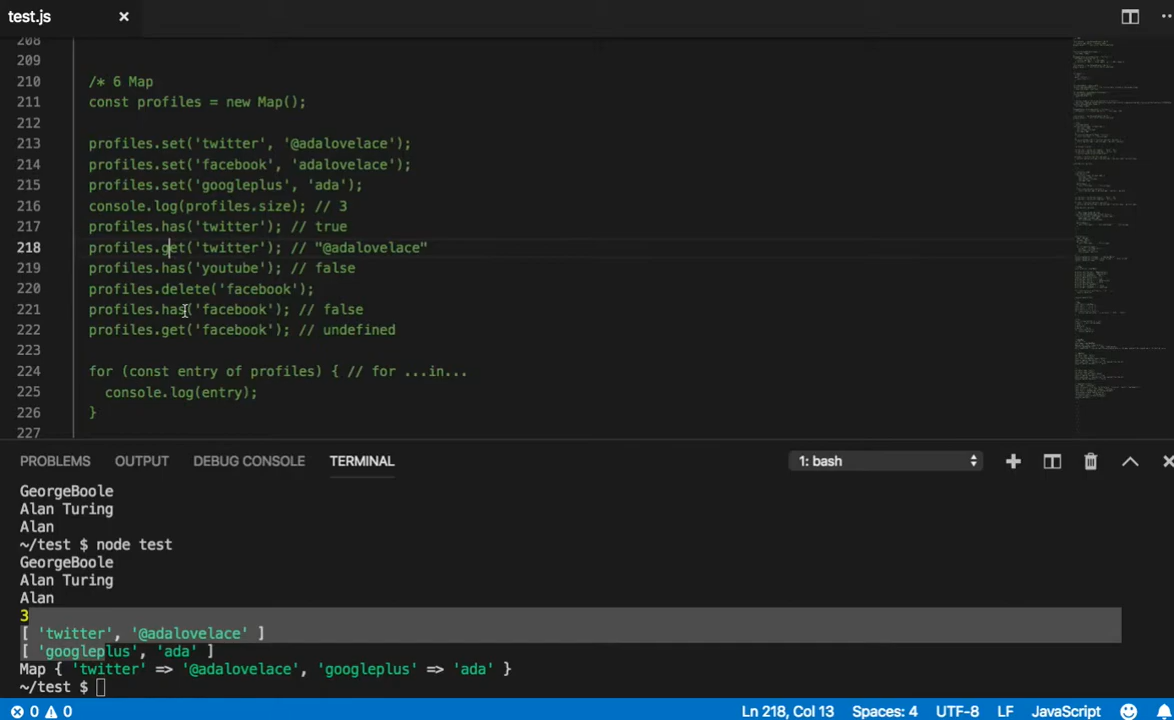 test.js
208
209
210 /* 6 Map
211 const profiles = new Map();
212
213 profiles.set('twitter', '@adalovelace');
214 profiles.set('facebook', 'adalovelace');
215 profiles.set('googleplus', 'ada');
216 console.log(profiles.size); // 3
217 profiles.has('twitter'); // true
218 profiles.get('twitter'); // "@adalovelace"
219 profiles.has('youtube'); // false
220 profiles.delete('facebook');
221 profiles.has('facebook'); // false
222 profiles.get('facebook'); // undefined
223
224 for (const entry of profiles) { // for ...in...
225 console.log(entry);
226 }
227
PROBLEMS OUTPUT DEBUG CONSOLE TERMINAL 1: bash
GeorgeBoole
Alan Turing
Alan
~/test $ node test
GeorgeBoole
Alan Turing
Alan
3
[ 'twitter', '@adalovelace' ]
[ 'googleplus', 'ada' ]
Map { 'twitter' => '@adalovelace', 'googleplus' => 'ada' }
~/test $
0 0 Ln 218, Col 13 Spaces: 4 UTF-8 LF JavaScript